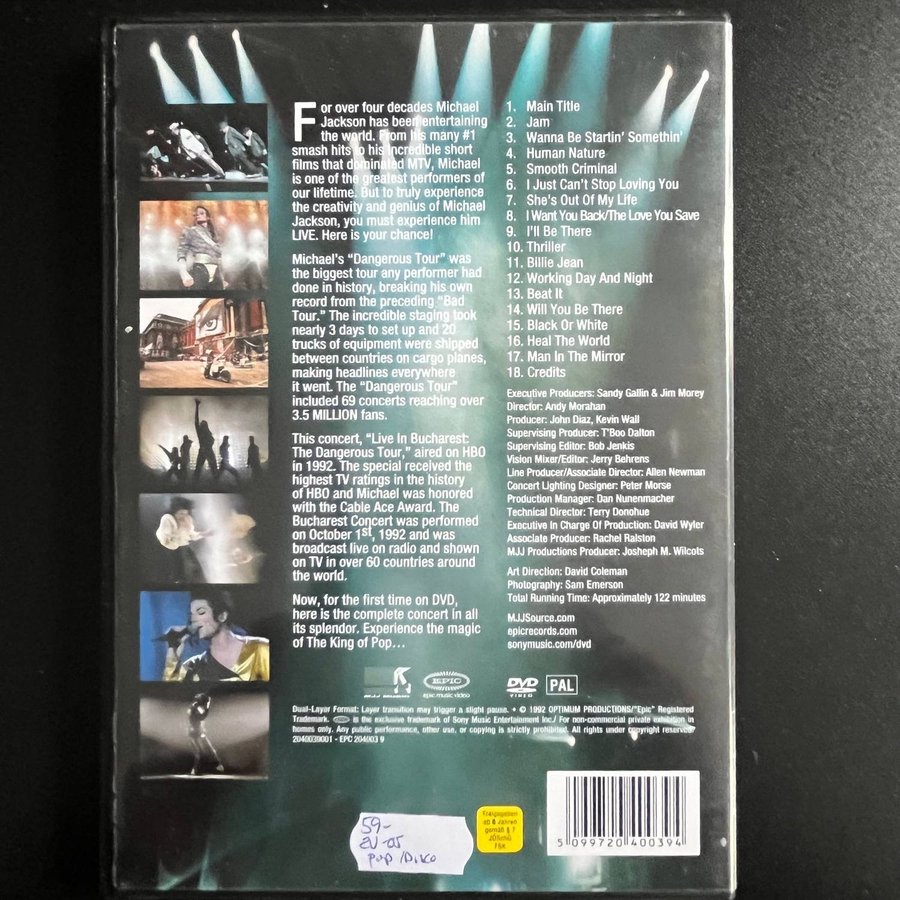 For over four decades Michael
Jackson has been entertaining
the world. From his many #1
smash hits to his incredible short
films that dominated MTV, Michael
is one of the greatest performers of
our lifetime. But to truly experience
the creativity and genius of Michael
Jackson, you must experience him
LIVE. Here is your chance!
Michael's “Dangerous Tour” was
the biggest tour any performer had
done in history, breaking his own
record from the preceding “Bad
Tour.” The incredible staging took
nearly 3 days to set up and 20
trucks of equipment were shipped
between countries on cargo planes,
making headlines everywhere
it went. The “Dangerous Tour”
included 69 concerts reaching over
3.5 MILLION fans.
This concert, “Live In Bucharest:
The Dangerous Tour,” aired on HBO
in 1992. The special received the
highest TV ratings in the history
of HBO and Michael was honored
with the Cable Ace Award. The
Bucharest Concert was performed
on October 1st, 1992 and was
broadcast live on radio and shown
on TV in over 60 countries around
the world.
Now, for the first time on DVD,
here is the complete concert in all
its splendor. Experience the magic
of The King of Pop...
1. Main Title
2. Jam
3. Wanna Be Startin' Somethin'
4. Human Nature
5. Smooth Criminal
6. I Just Can't Stop Loving You
7. She's Out Of My Life
8. I Want You Back/The Love You Save
9. I'll Be There
10. Thriller
11. Billie Jean
12. Working Day And Night
13. Beat It
14. Will You Be There
15. Black Or White
16. Heal The World
17. Man In The Mirror
18. Credits
Executive Producers: Sandy Gallin & Jim Morey
Director: Andy Morahan
Producer: John Diaz, Kevin Wall
Supervising Producer: T'Boo Dalton
Supervising Editor: Bob Jenkis
Vision Mixer/Editor: Jerry Behrens
Line Producer/Associate Director: Allen Newman
Concert Lighting Designer: Peter Morse
Production Manager: Dan Nunenmacher
Technical Director: Terry Donohue
Executive In Charge Of Production: David Wyler
Associate Producer: Rachel Ralston
MJJ Productions Producer: Josheph M. Wilcots
Art Direction: David Coleman
Photography: Sam Emerson
Total Running Time: Approximately 122 minutes
MJJSource.com
epicrecords.com
sonymusic.com/dvd
EPIC
epic music video
DVD
VIDEO
PAL
Dual-Layer Format: Layer transition may trigger a slight pause. • © 1992 OPTIMUM PRODUCTIONS/"Epic" Registered
Trademark. is the exclusive trademark of Sony Music Entertainment Inc./ For non-commercial private exhibition in
homes only. Any public performance, other use, or copying is strictly prohibited. All rights under copyright reserved.
2040039001 - EPC 204003 9
59-
Pop/Disco
Freigegeben
ab 6 Jahren
gemäß § 7
JÖSchG
FSK
5 099720 400394